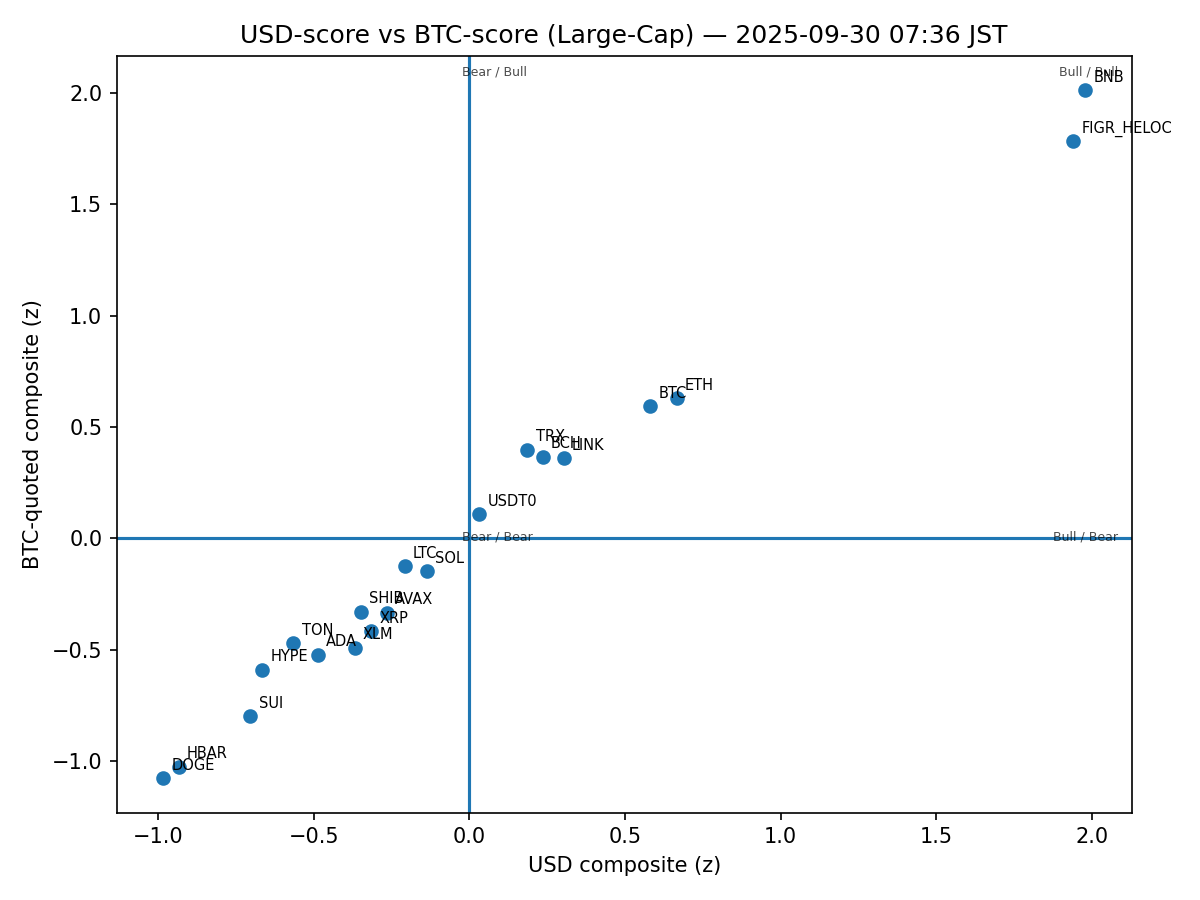 USD-score vs BTC-score (Large-Cap) — 2025-09-30 07:36 JST
Bear / Bull
Bull / Bull
BNB
FIGR_HELOC
ETH
BTC
TRX
BCH
LINK
USDT0
Bear / Bear
Bull / Bear
LTC
SOL
SHIB
AVAX
XRP
TON
XLM
ADA
HYPE
SUI
HBAR
DOGE
2.0
1.5
1.0
0.5
0.0
−0.5
−1.0
BTC-quoted composite (z)
−1.0
−0.5
0.0
0.5
1.0
1.5
2.0
USD composite (z)